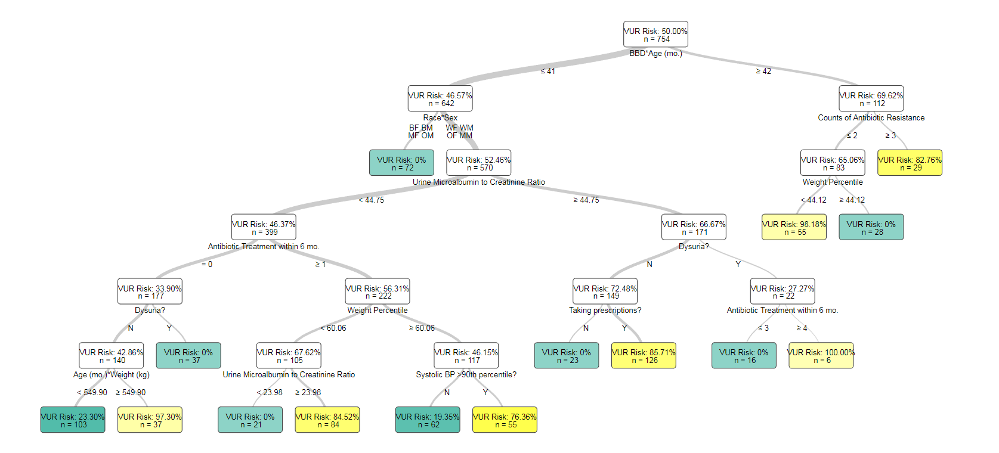 VUR Risk: 50.00%
n = 754
BBD*Age (mo.)
≤ 41
≥ 42
VUR Risk: 46.57%
n = 642
VUR Risk: 69.62%
n = 112
Race*Sex
Counts of Antibiotic Resistance
BF BM
MF OM
WF WM
OF MM
≤ 2
≥ 3
VUR Risk: 0%
n = 72
VUR Risk: 52.46%
n = 570
VUR Risk: 65.06%
n = 83
VUR Risk: 82.76%
n = 29
Urine Microalbumin to Creatinine Ratio
Weight Percentile
< 44.75
≥ 44.75
< 44.12
≥ 44.12
VUR Risk: 46.37%
n = 399
VUR Risk: 66.67%
n = 171
VUR Risk: 98.18%
n = 55
VUR Risk: 0%
n = 28
Antibiotic Treatment within 6 mo.
Dysuria?
= 0
≥ 1
N
Y
VUR Risk: 33.90%
n = 177
VUR Risk: 56.31%
n = 222
VUR Risk: 72.48%
n = 149
VUR Risk: 27.27%
n = 22
Dysuria?
Weight Percentile
Taking prescriptions?
Antibiotic Treatment within 6 mo.
N
Y
< 60.06
≥ 60.06
N
Y
≤ 3
≥ 4
VUR Risk: 42.86%
n = 140
VUR Risk: 0%
n = 37
VUR Risk: 67.62%
n = 105
VUR Risk: 46.15%
n = 117
VUR Risk: 0%
n = 23
VUR Risk: 85.71%
n = 126
VUR Risk: 0%
n = 16
VUR Risk: 100.00%
n = 6
Age (mo.)*Weight (kg)
Urine Microalbumin to Creatinine Ratio
Systolic BP >90th percentile?
< 549.90
≥ 549.90
< 23.98
≥ 23.98
N
Y
VUR Risk: 23.30%
n = 103
VUR Risk: 97.30%
n = 37
VUR Risk: 0%
n = 21
VUR Risk: 84.52%
n = 84
VUR Risk: 19.35%
n = 62
VUR Risk: 76.36%
n = 55